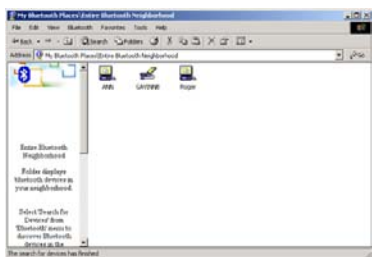 My Bluetooth Places\Entire Bluetooth Neighborhood
File Edit View Bluetooth Favorites Tools Help
Back Search Folders
Address My Bluetooth Places\Entire Bluetooth Neighborhood Go
ANN
Roger
Entire Bluetooth
Neighborhood
Folder displays
bluetooth devices in
your neighborhood.
Select 'Search for
Devices' from
'Bluetooth' menu to
discover Bluetooth
devices in the
The search for devices has finished